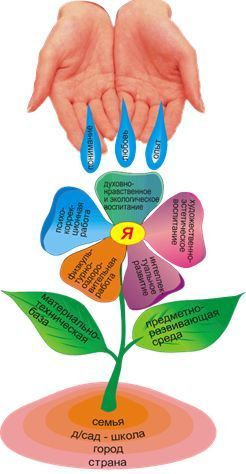 понимание
любовь
опыт
духовно-
нравственное
и экологическое
воспитание
психо-
коррек-
ционная
работа
художественно-
эстетическое
воспитание
Я
физкуль-
турно-
оздоро-
вительная
работа
интеллек-
туальное
развитие
материально-
техническая
база
предметно-
развивающая
среда
семья
д/сад - школа
город
страна